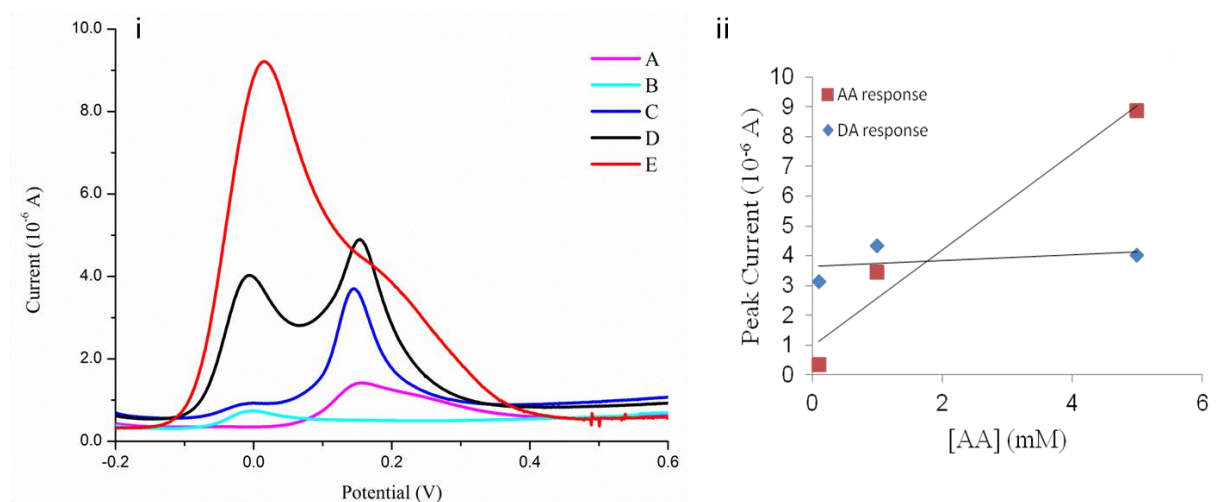 i
10.0
8.0
6.0
4.0
2.0
0.0
-0.2
0.0
0.2
0.4
0.6
Current (10⁻⁶ A)
Potential (V)
A
B
C
D
E
ii
10
9
8
7
6
5
4
3
2
1
0
0
2
4
6
AA response
DA response
Peak Current (10⁻⁶ A)
[AA] (mM)